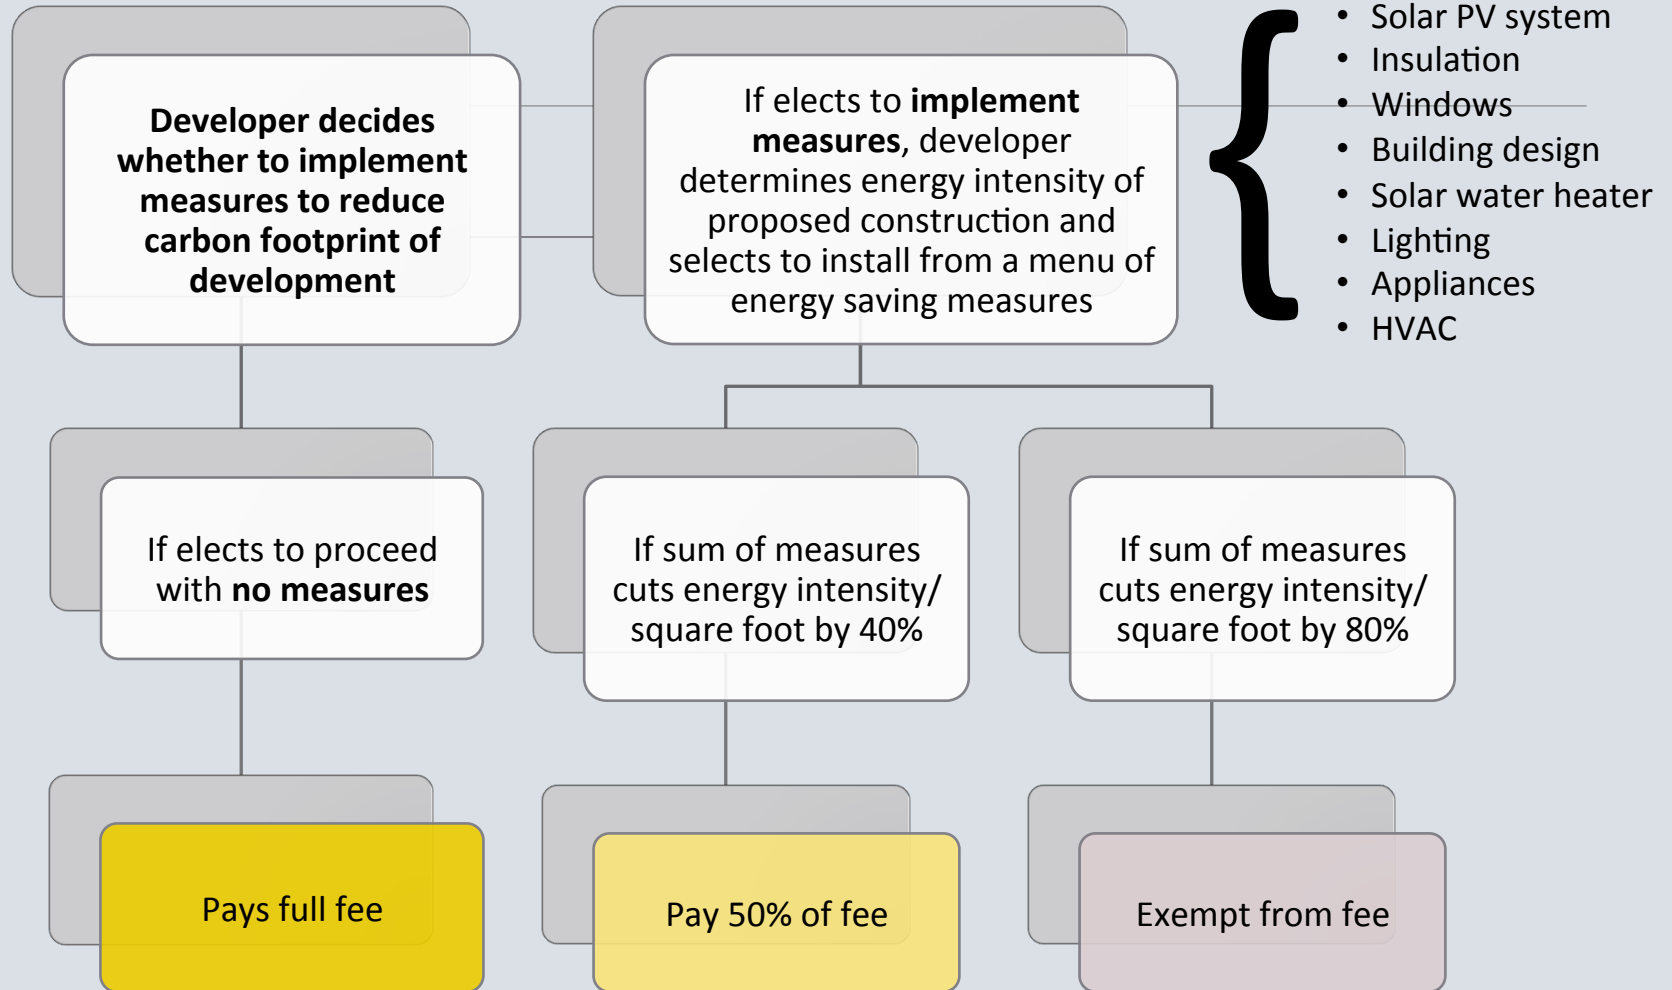 Developer decides
whether to implement
measures to reduce
carbon footprint of
development
If elects to implement
measures, developer
determines energy intensity of
proposed construction and
selects to install from a menu of
energy saving measures
{
• Solar PV system
• Insulation
• Windows
• Building design
• Solar water heater
• Lighting
• Appliances
• HVAC
If elects to proceed
with no measures
If sum of measures
cuts energy intensity/
square foot by 40%
If sum of measures
cuts energy intensity/
square foot by 80%
Pays full fee
Pay 50% of fee
Exempt from fee